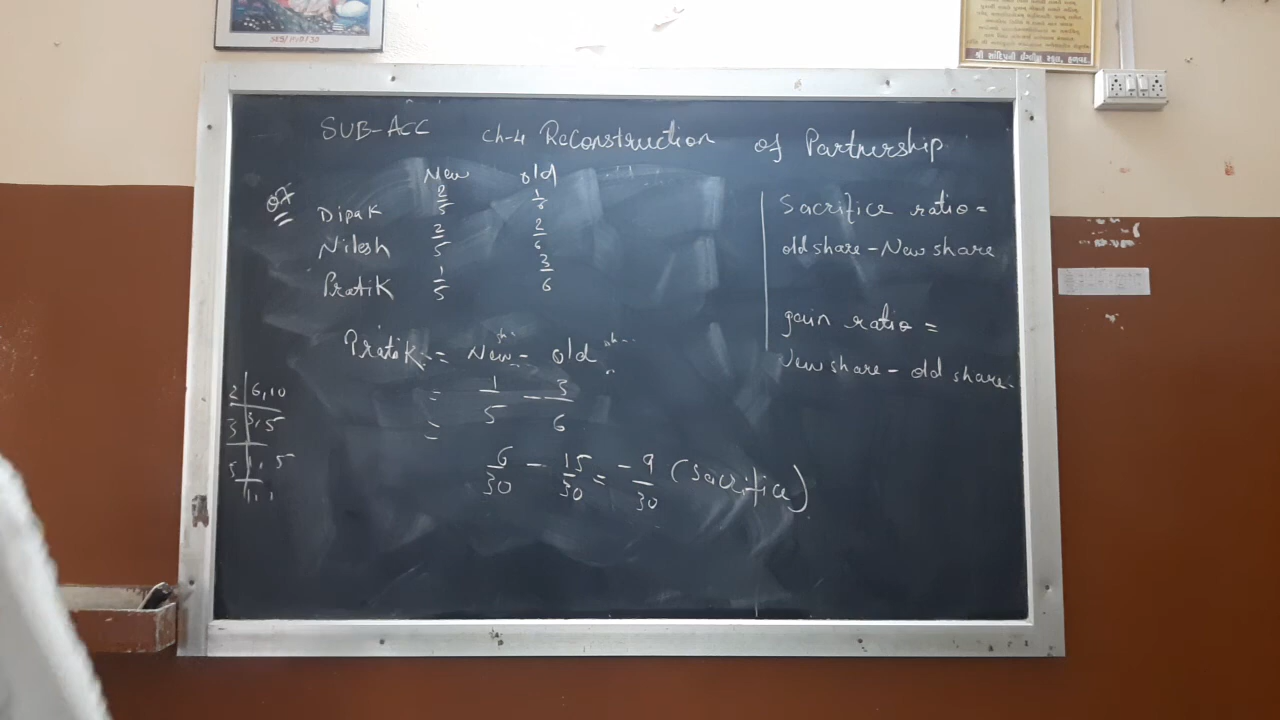 SUB-ACC Ch-4 Reconstruction of Partnership
New old
Dipak 2/5 1/6
Nilesh 2/5 2/6
Pratik 1/5 3/6
Pratik = New - old
= 1/5 - 3/6
=
6/30 - 15/30 = -9/30 (Sacrifice)
Sacrifice ratio =
old share - New share
gain ratio =
New share - old share
2 | 6, 10
3 | 3, 5
5 | 1, 5
1, 1
શ્રી સાંદિપની ઈંગ્લીશ સ્કુલ, હળવદ.